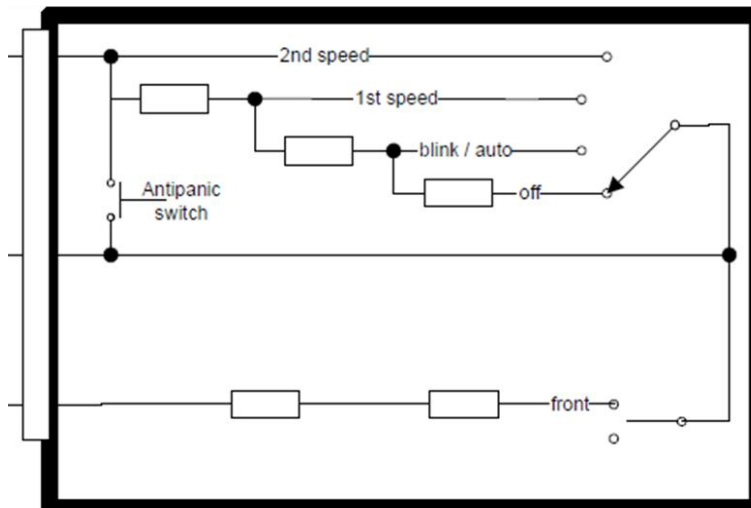 2nd speed
1st speed
blink / auto
Antipanic
switch
off
front